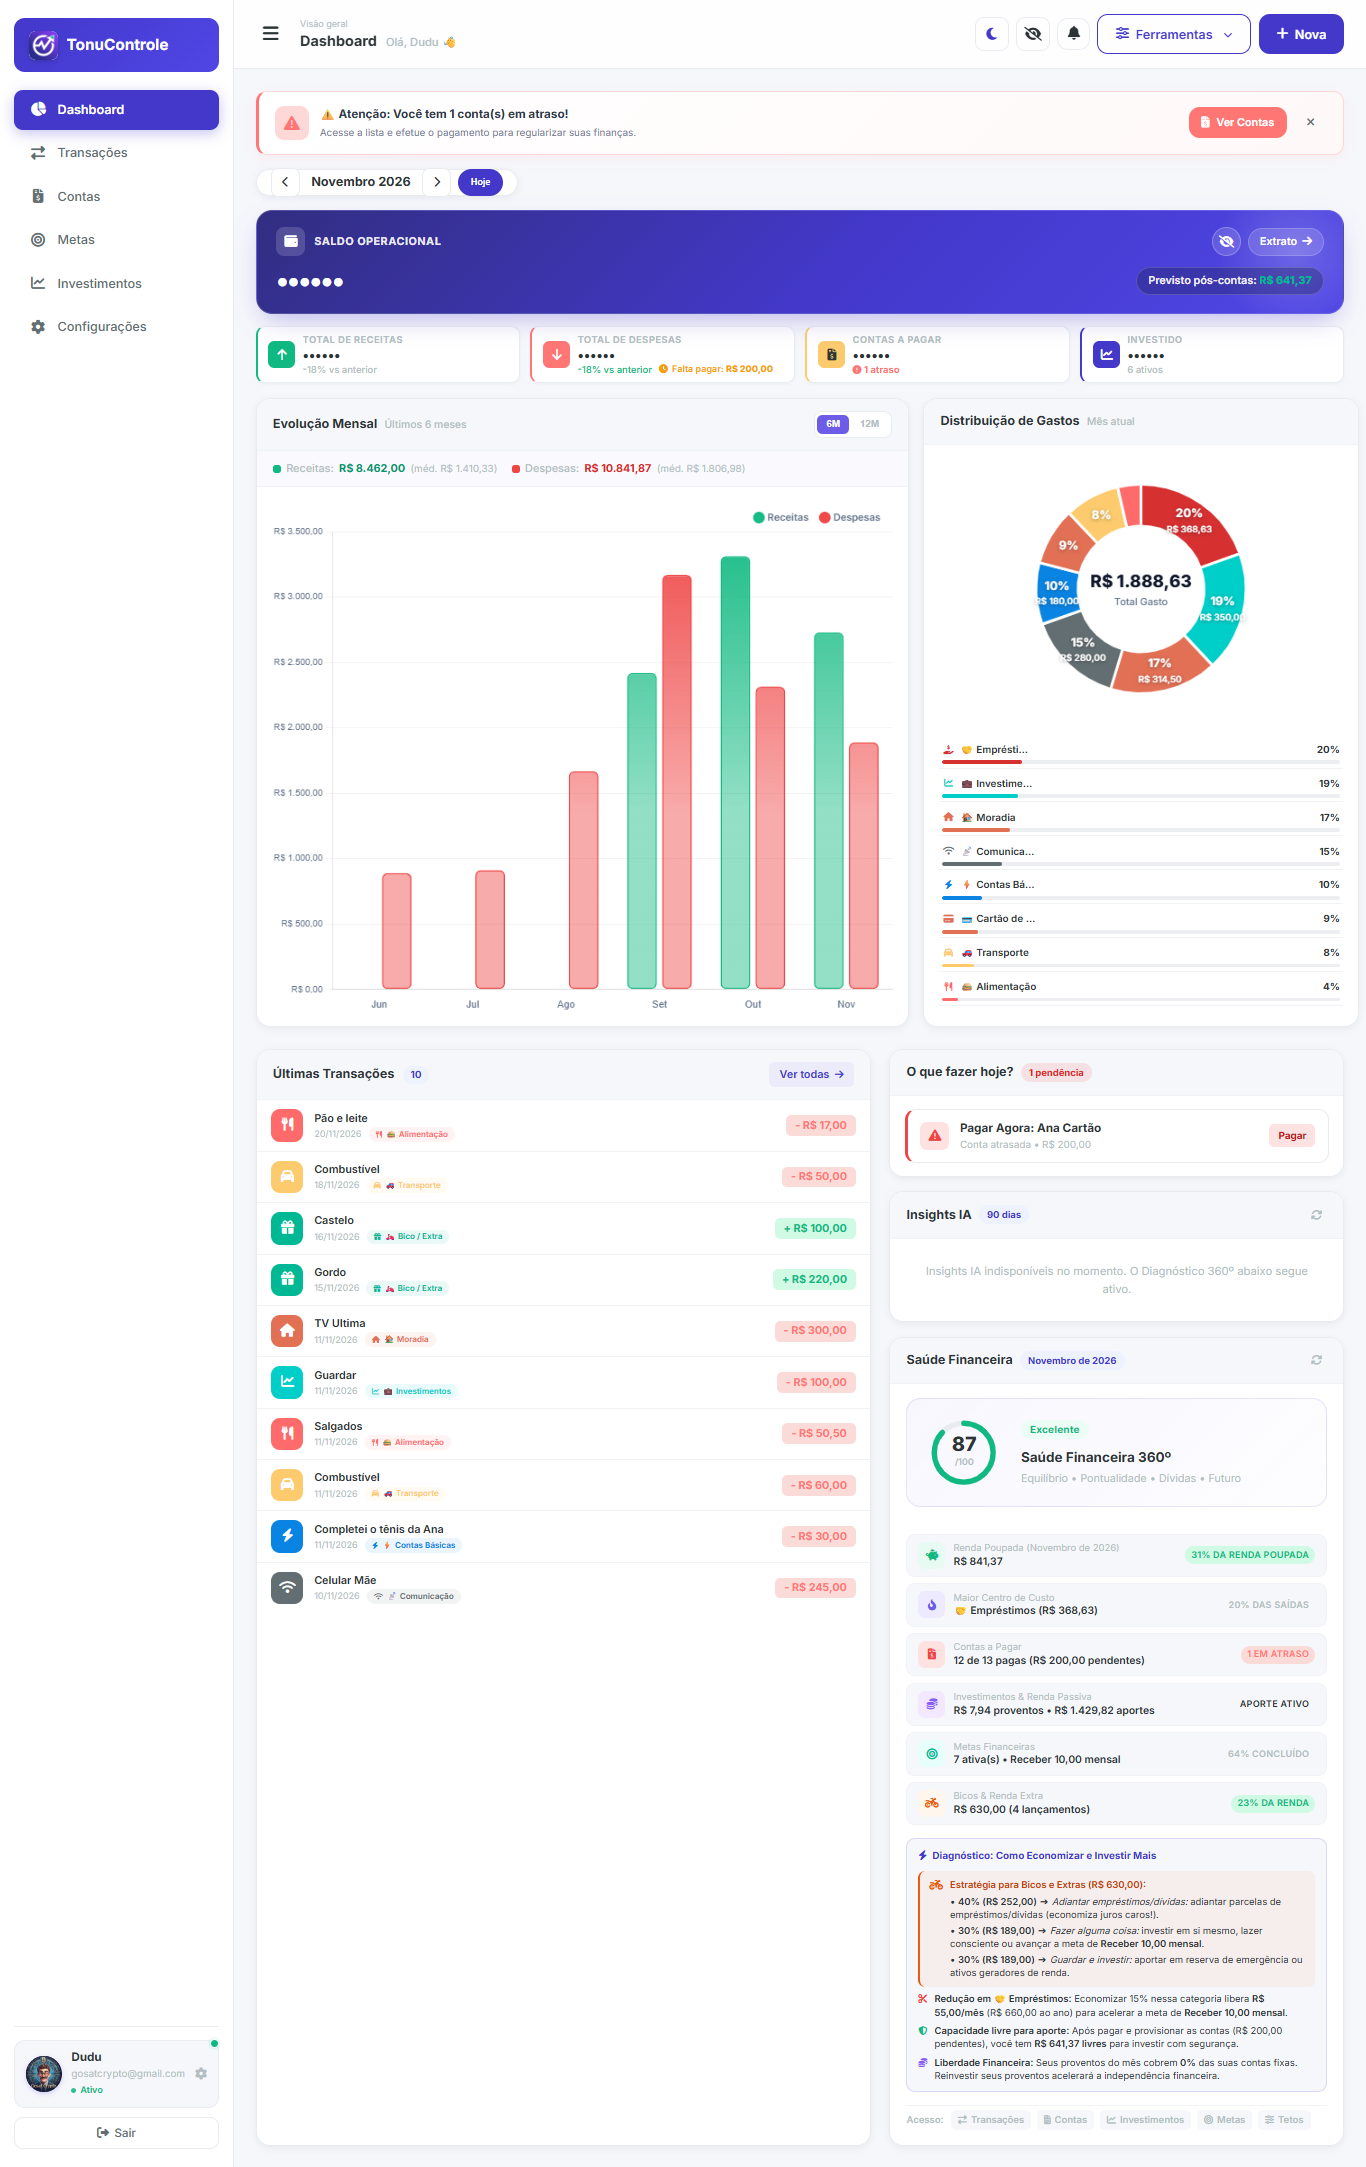 TonuControle
Dashboard
Transações
Contas
Metas
Investimentos
Configurações
Visão geral
Dashboard Olá, Dudu 👋
Ferramentas
+ Nova
⚠️ Atenção: Você tem 1 conta(s) em atraso!
Acesse a lista e efetue o pagamento para regularizar suas finanças.
Ver Contas ×
Novembro 2026 Hoje
SALDO OPERACIONAL
Extrato →
●●●●●●
Previsto pós-contas: R$ 641,37
TOTAL DE RECEITAS
••••••
-18% vs anterior
TOTAL DE DESPESAS
••••••
-18% vs anterior Falta pagar: R$ 200,00
CONTAS A PAGAR
••••••
1 atraso
INVESTIDO
••••••
6 ativos
Evolução Mensal Últimos 6 meses 6M 12M
Receitas: R$ 8.462,00 (méd. R$ 1.410,33) Despesas: R$ 10.841,87 (méd. R$ 1.806,98)
Receitas Despesas
R$ 3.500,00
R$ 3.000,00
R$ 2.500,00
R$ 2.000,00
R$ 1.500,00
R$ 1.000,00
R$ 500,00
R$ 0,00
Jun Jul Ago Set Out Nov
Distribuição de Gastos Mês atual
20%
R$ 368,63
19%
R$ 350,00
17%
R$ 314,50
15%
R$ 280,00
10%
R$ 180,00
9%
8%
R$ 1.888,63
Total Gasto
Emprésti... 20%
Investime... 19%
Moradia 17%
Comunica... 15%
Contas Bá... 10%
Cartão de ... 9%
Transporte 8%
Alimentação 4%
Últimas Transações 10 Ver todas →
Pão e leite
20/11/2026 Alimentação
- R$ 17,00
Combustível
18/11/2026 Transporte
- R$ 50,00
Castelo
16/11/2026 Bico / Extra
+ R$ 100,00
Gordo
15/11/2026 Bico / Extra
+ R$ 220,00
TV Ultima
11/11/2026 Moradia
- R$ 300,00
Guardar
11/11/2026 Investimentos
- R$ 100,00
Salgados
11/11/2026 Alimentação
- R$ 50,50
Combustível
11/11/2026 Transporte
- R$ 60,00
Completei o tênis da Ana
11/11/2026 Contas Básicas
- R$ 30,00
Celular Mãe
10/11/2026 Comunicação
- R$ 245,00
O que fazer hoje? 1 pendência
Pagar Agora: Ana Cartão
Conta atrasada • R$ 200,00
Pagar
Insights IA 90 dias
Insights IA indisponíveis no momento. O Diagnóstico 360º abaixo segue
ativo.
Saúde Financeira Novembro de 2026
87
/100
Excelente
Saúde Financeira 360º
Equilíbrio • Pontualidade • Dívidas • Futuro
Renda Poupada (Novembro de 2026)
R$ 841,37
31% DA RENDA POUPADA
Maior Centro de Custo
Empréstimos (R$ 368,63)
20% DAS SAÍDAS
Contas a Pagar
12 de 13 pagas (R$ 200,00 pendentes)
1 EM ATRASO
Investimentos & Renda Passiva
R$ 7,94 proventos • R$ 1.429,82 aportes
APORTE ATIVO
Metas Financeiras
7 ativa(s) • Receber 10,00 mensal
64% CONCLUÍDO
Bicos & Renda Extra
R$ 630,00 (4 lançamentos)
23% DA RENDA
Diagnóstico: Como Economizar e Investir Mais
Estratégia para Bicos e Extras (R$ 630,00):
• 40% (R$ 252,00) → Adiantar empréstimos/dívidas: adiantar parcelas de
empréstimos/dívidas (economiza juros caros!).
• 30% (R$ 189,00) → Fazer alguma coisa: investir em si mesmo, lazer
consciente ou avançar a meta de Receber 10,00 mensal.
• 30% (R$ 189,00) → Guardar e investir: aportar em reserva de emergência ou
ativos geradores de renda.
Redução em 🤝 Empréstimos: Economizar 15% nessa categoria libera R$
55,00/mês (R$ 660,00 ao ano) para acelerar a meta de Receber 10,00 mensal.
Capacidade livre para aporte: Após pagar e provisionar as contas (R$ 200,00
pendentes), você tem R$ 641,37 livres para investir com segurança.
Liberdade Financeira: Seus proventos do mês cobrem 0% das suas contas fixas.
Reinvestir seus proventos acelerará a independência financeira.
Acesso: Transações Contas Investimentos Metas Tetos
Dudu
gosatcrypto@gmail.com
Ativo
Sair